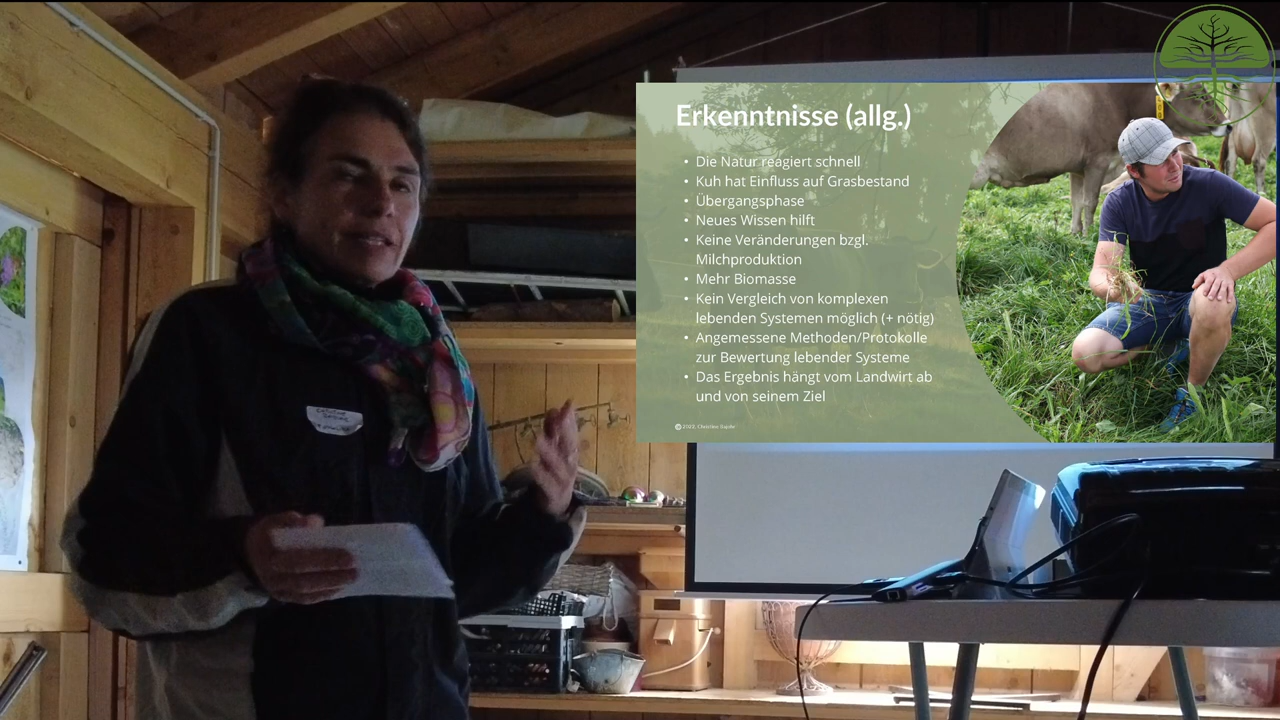 Erkenntnisse (allg.)
• Die Natur reagiert schnell
• Kuh hat Einfluss auf Grasbestand
• Übergangsphase
• Neues Wissen hilft
• Keine Veränderungen bzgl.
Milchproduktion
• Mehr Biomasse
• Kein Vergleich von komplexen
lebenden Systemen möglich (+ nötig)
• Angemessene Methoden/Protokolle
zur Bewertung lebender Systeme
• Das Ergebnis hängt vom Landwirt ab
und von seinem Ziel
2022, Christine